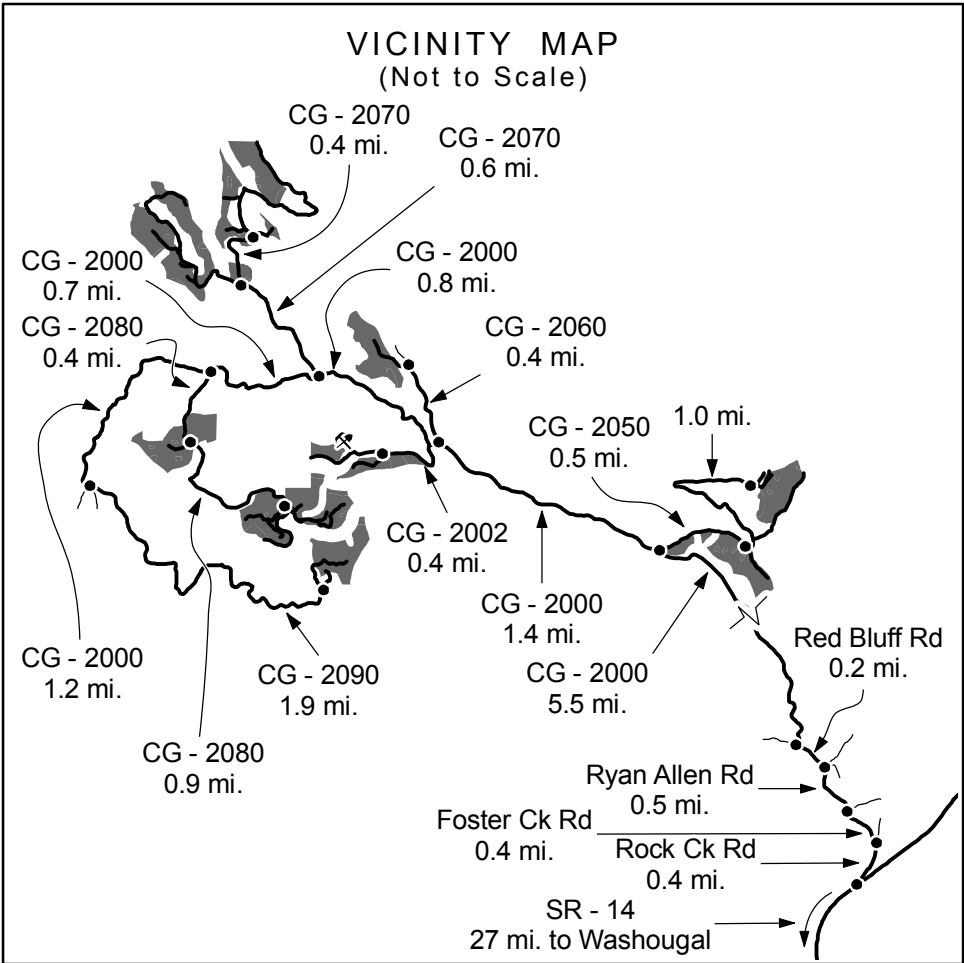 VICINITY MAP
(Not to Scale)
CG - 2070
0.4 mi.
CG - 2070
0.6 mi.
CG - 2000
0.7 mi.
CG - 2000
0.8 mi.
CG - 2080
0.4 mi.
CG - 2060
0.4 mi.
CG - 2050
0.5 mi.
1.0 mi.
CG - 2002
0.4 mi.
CG - 2000
1.4 mi.
CG - 2000
5.5 mi.
Red Bluff Rd
0.2 mi.
CG - 2000
1.2 mi.
CG - 2090
1.9 mi.
CG - 2080
0.9 mi.
Ryan Allen Rd
0.5 mi.
Foster Ck Rd
0.4 mi.
Rock Ck Rd
0.4 mi.
SR - 14
27 mi. to Washougal